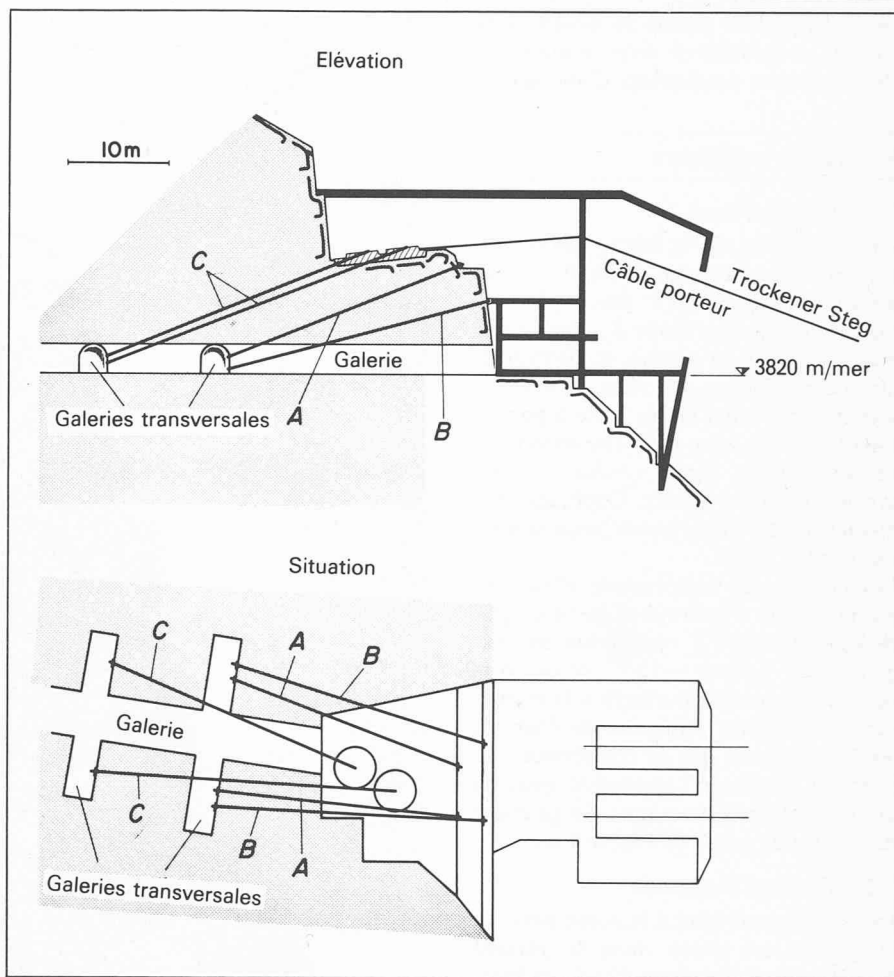 Elévation
10m
C
Câble porteur
Trockener Steg
Galerie
3820 m/mer
Galeries transversales
A
B
Situation
C
A
B
Galerie
C
B
A
Galeries transversales